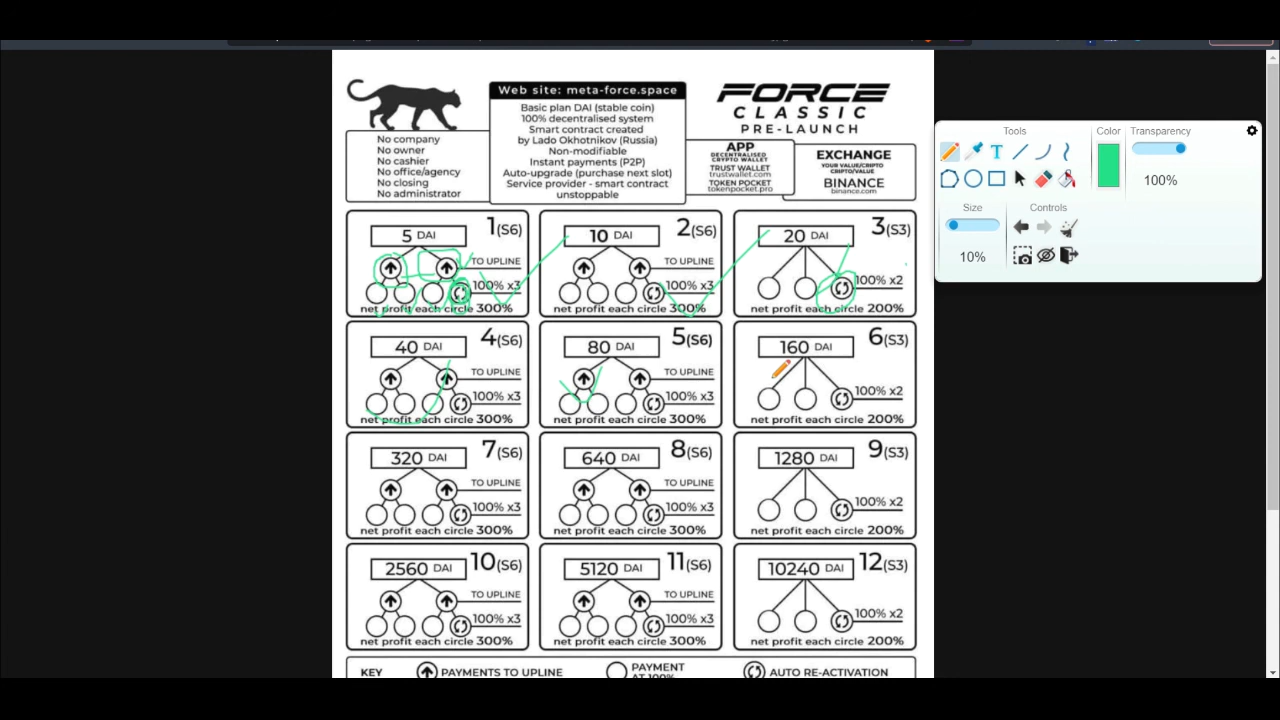 Web site: meta-force.space
Basic plan DAI (stable coin)
100% decentralised system
Smart contract created
by Lado Okhotnikov (Russia)
Non-modifiable
Instant payments (P2P)
Auto-upgrade (purchase next slot)
Service provider - smart contract
unstoppable
No company
No owner
No cashier
No office/agency
No closing
No administrator
FORCE
CLASSIC
PRE-LAUNCH
APP
DECENTRALISED
CRYPTO WALLET
TRUST WALLET
trustwallet.com
TOKEN POCKET
tokenpocket.pro
EXCHANGE
YOUR VALUE/CRIPTO
CRIPTO/VALUE
BINANCE
binance.com
5 DAI
1(S6)
TO UPLINE
100% x3
net profit each circle 300%
10 DAI
2(S6)
TO UPLINE
100% x3
net profit each circle 300%
20 DAI
3(S3)
100% x2
net profit each circle 200%
40 DAI
4(S6)
TO UPLINE
100% x3
net profit each circle 300%
80 DAI
5(S6)
TO UPLINE
100% x3
net profit each circle 300%
160 DAI
6(S3)
100% x2
net profit each circle 200%
320 DAI
7(S6)
TO UPLINE
100% x3
net profit each circle 300%
640 DAI
8(S6)
TO UPLINE
100% x3
net profit each circle 300%
1280 DAI
9(S3)
100% x2
net profit each circle 200%
2560 DAI
10(S6)
TO UPLINE
100% x3
net profit each circle 300%
5120 DAI
11(S6)
TO UPLINE
100% x3
net profit each circle 300%
10240 DAI
12(S3)
100% x2
net profit each circle 200%
KEY
PAYMENTS TO UPLINE
PAYMENT
AT 100%
AUTO RE-ACTIVATION
Tools
Color
Transparency
100%
Size
Controls
10%